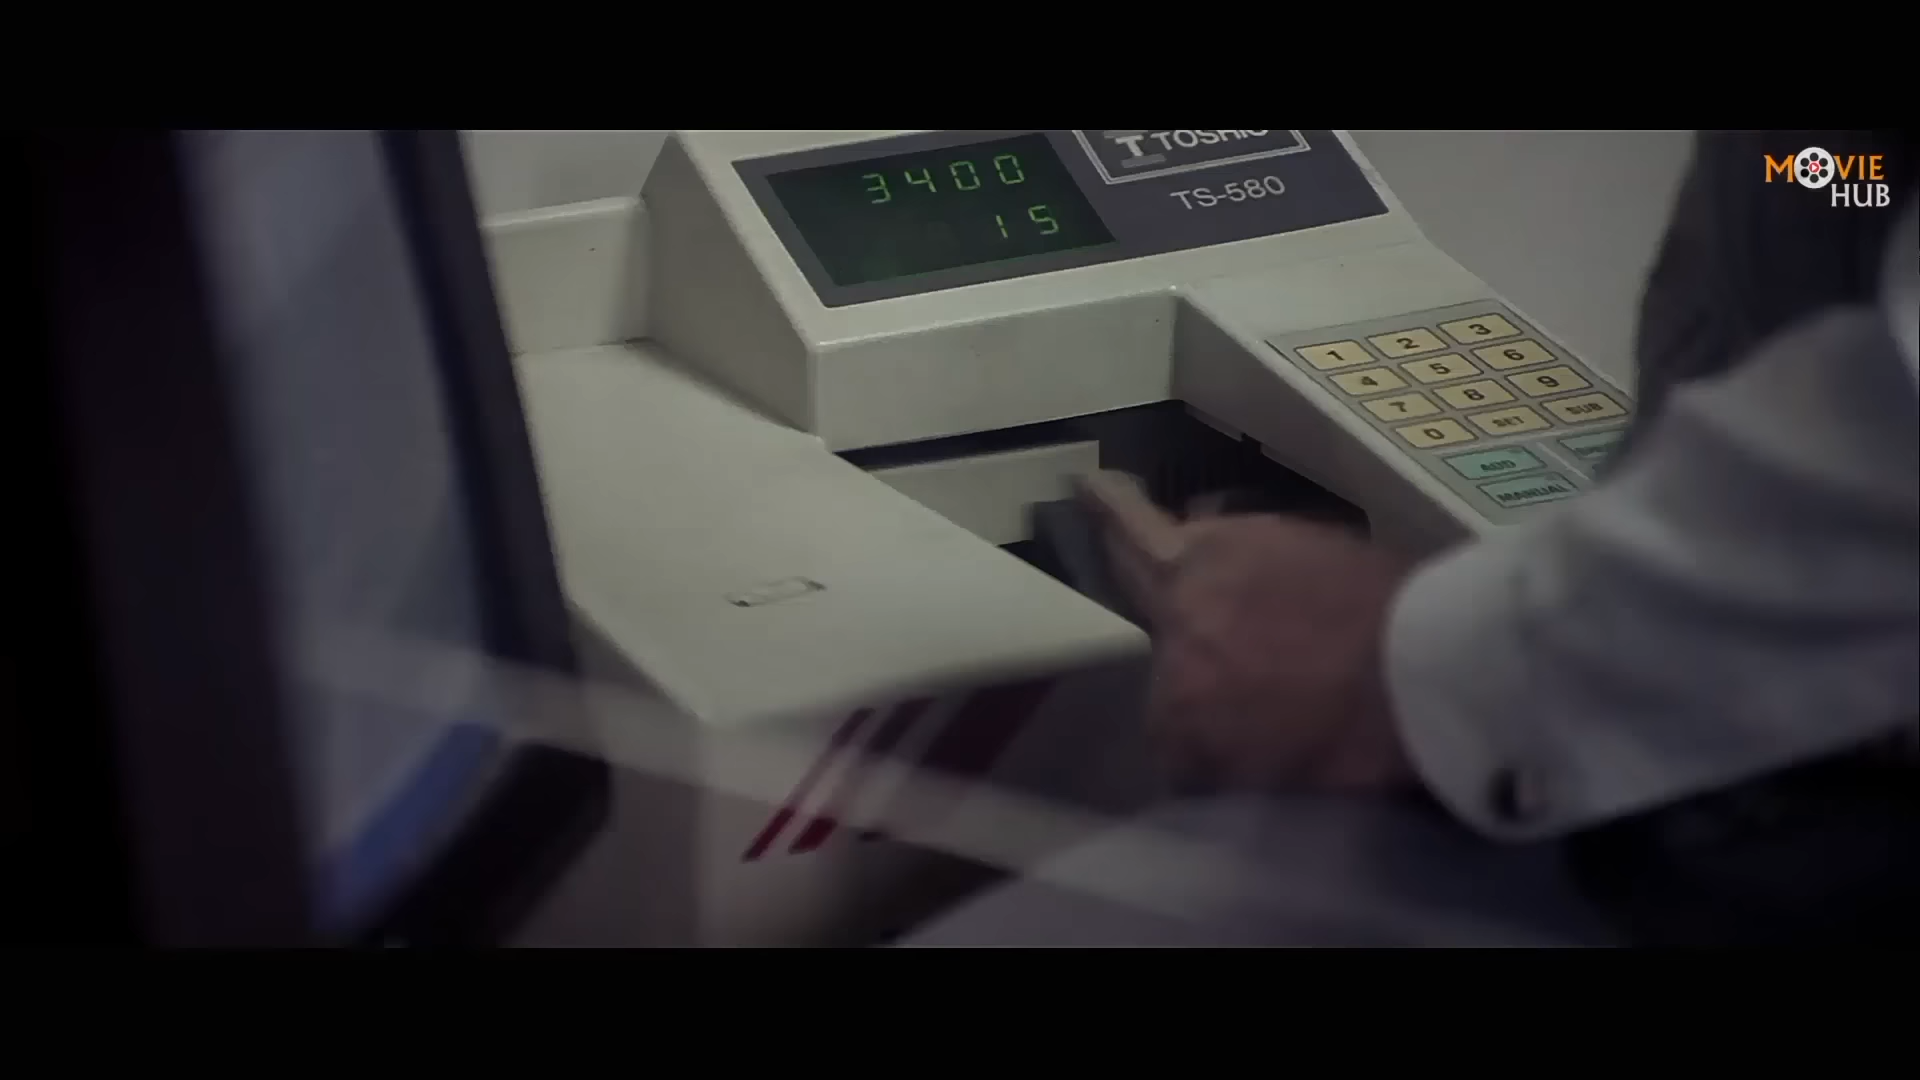 MOVIE
HUB
3400
15
TS-580
1 2 3
4 5 6
7 8 9
0 SET SUB
ADD
MANUAL